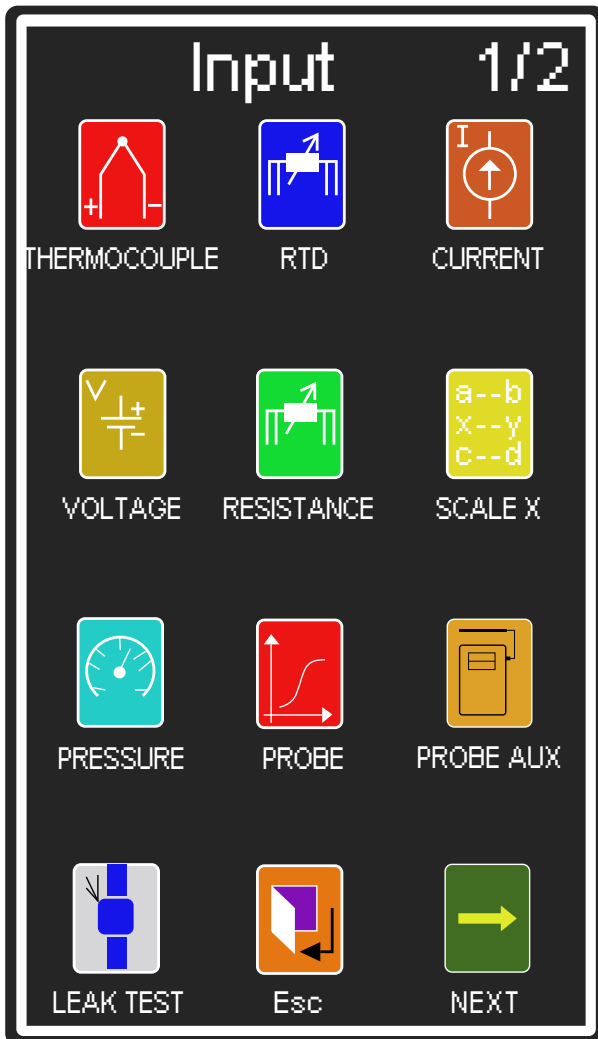 Input 1/2
I
+ −
THERMOCOUPLE RTD CURRENT
V
+
−
a--b
x--y
c--d
VOLTAGE RESISTANCE SCALE X
PRESSURE PROBE PROBE AUX
LEAK TEST Esc NEXT